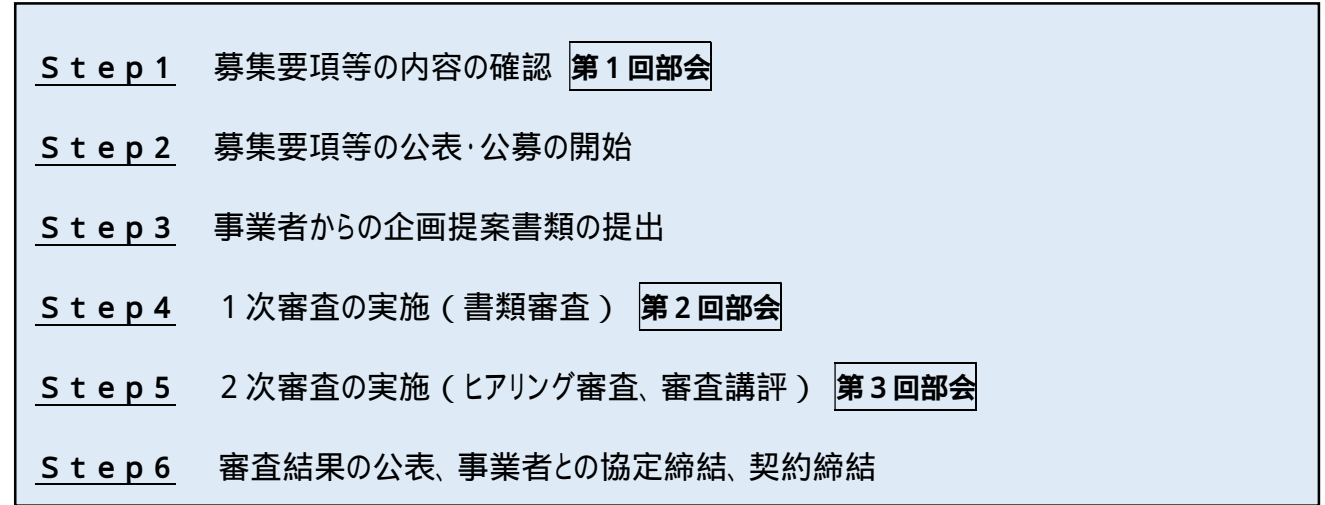 Ｓｔｅｐ1　募集要項等の内容の確認 第１回部会
Ｓｔｅｐ2　募集要項等の公表･公募の開始
Ｓｔｅｐ3　事業者からの企画提案書類の提出
Ｓｔｅｐ4　１次審査の実施（書類審査） 第２回部会
Ｓｔｅｐ5　２次審査の実施（ヒアリング審査、審査講評） 第３回部会
Ｓｔｅｐ6　審査結果の公表、事業者との協定締結、契約締結